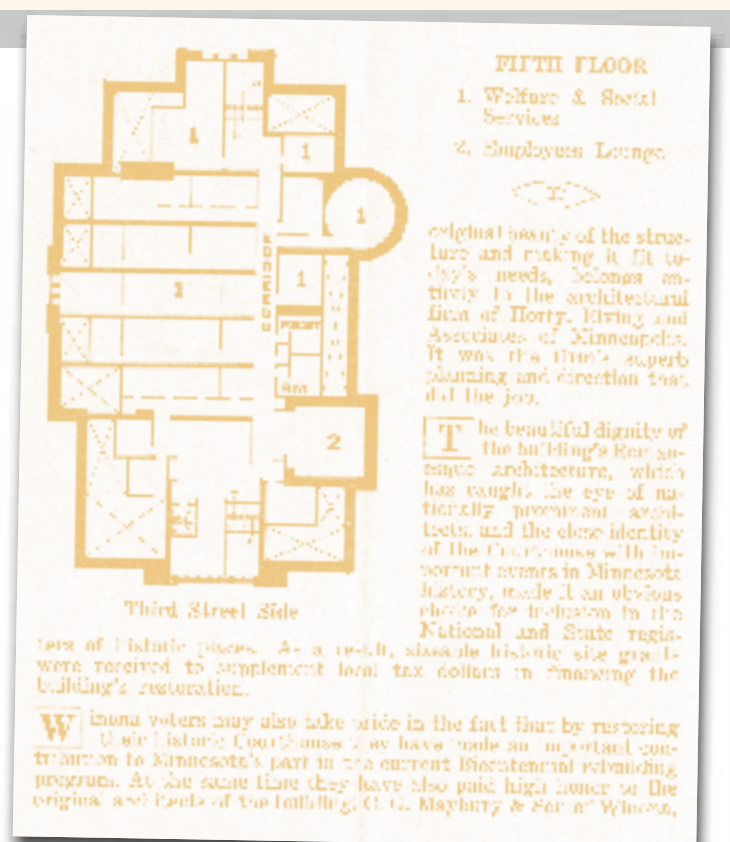 FIFTH FLOOR
1. Welfare & Social
Services
2. Employees Lounge
1
1
1
1
1
CORRIDOR
2
Third Street Side
original beauty of the struc-
ture and making it fit to-
day's needs, belongs en-
tirely to the architectural
firm of Horty, Elving and
Associates of Minneapolis.
It was the firm's superb
planning and direction that
did the job.
The beautiful dignity of
the building's Roman-
esque architecture, which
has caught the eye of na-
tionally prominent archi-
tects, and the close identity
of the Courthouse with im-
portant events in Minnesota
history, made it an obvious
choice for inclusion in the
National and State regis-
ters of historic places. As a result, sizeable historic site grants
were received to supplement local tax dollars in financing the
building's restoration.
Winona voters may also take pride in the fact that by restoring
their historic Courthouse they have made an important con-
tribution to Minnesota's part in the current Bicentennial rebuilding
program. At the same time they have also paid high honor to the
original architects of the building, C. G. Maybury & Son of Winona,